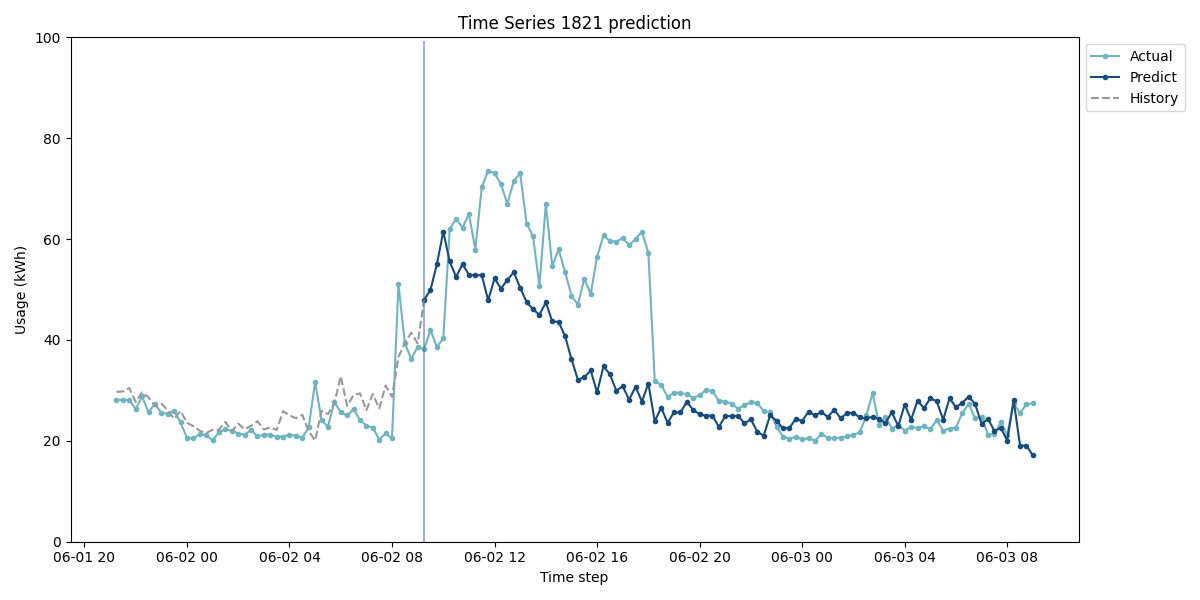 Time Series 1821 prediction
100
80
60
40
20
0
Usage (kWh)
06-01 20
06-02 00
06-02 04
06-02 08
06-02 12
06-02 16
06-02 20
06-03 00
06-03 04
06-03 08
Time step
Actual
Predict
History